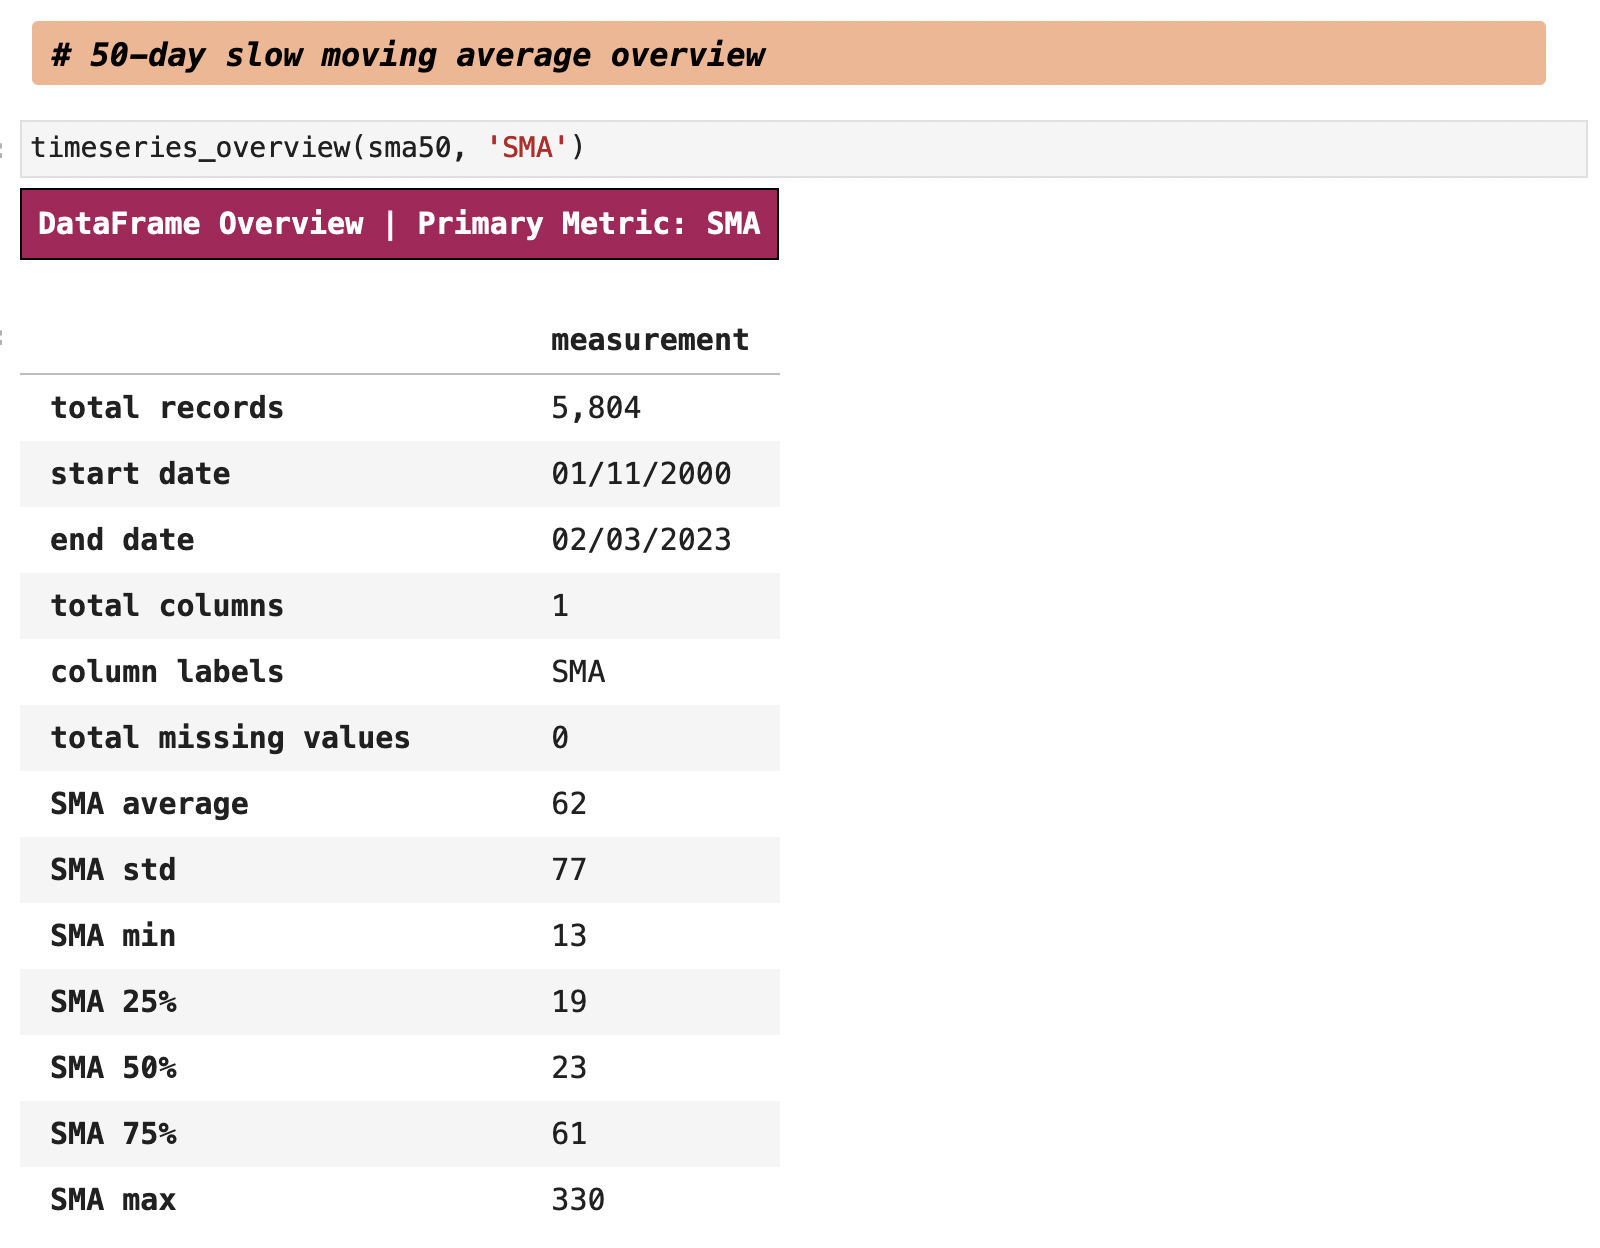 # 50-day slow moving average overview
timeseries_overview(sma50, 'SMA')
DataFrame Overview | Primary Metric: SMA
measurement
total records 5,804
start date 01/11/2000
end date 02/03/2023
total columns 1
column labels SMA
total missing values 0
SMA average 62
SMA std 77
SMA min 13
SMA 25% 19
SMA 50% 23
SMA 75% 61
SMA max 330